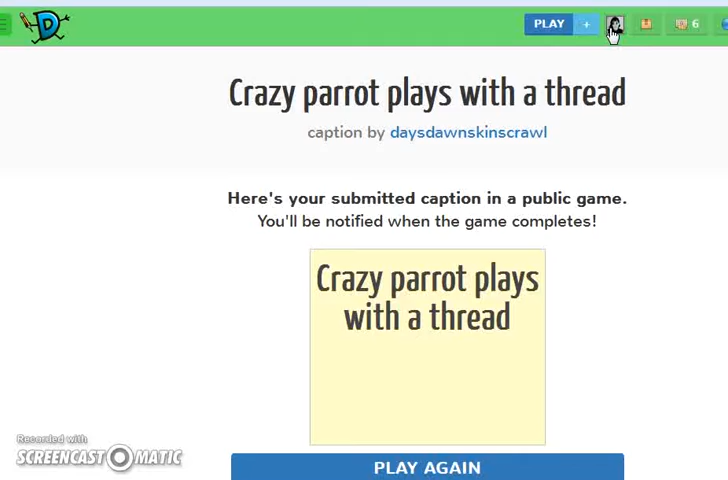 PLAY + 6
Crazy parrot plays with a thread
caption by daysdawnskinscrawl
Here's your submitted caption in a public game.
You'll be notified when the game completes!
Crazy parrot plays
with a thread
Recorded with
SCREENCAST-O-MATIC
PLAY AGAIN